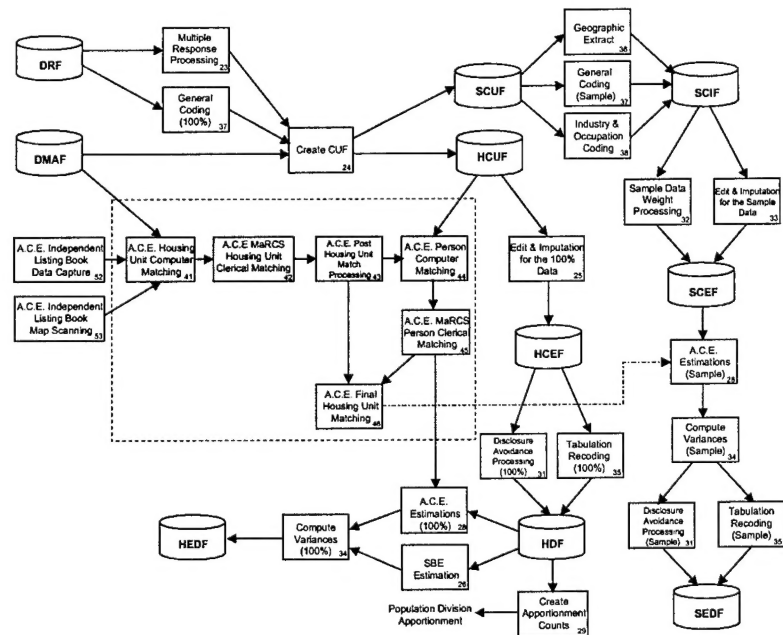 DRF
Multiple
Response
Processing
23
General
Coding
(100%)
37
DMAF
Create CUF
24
SCUF
HCUF
Geographic
Extract
36
General
Coding
(Sample)
37
Industry &
Occupation
Coding
38
SCIF
Sample Data
Weight
Processing
32
Edit & Imputation
for the Sample
Data
33
SCEF
A.C.E. Independent
Listing Book
Data Capture
52
A.C.E. Independent
Listing Book
Map Scanning
53
A.C.E. Housing
Unit Computer
Matching
41
A.C.E MaRCS
Housing Unit
Clerical Matching
42
A.C.E. Post
Housing Unit
Match
Processing
43
A.C.E. Person
Computer
Matching
44
A.C.E. MaRCS
Person Clerical
Matching
45
A.C.E. Final
Housing Unit
Matching
46
Edit & Imputation
for the 100%
Data
25
HCEF
Disclosure
Avoidance
Processing
(100%)
31
Tabulation
Recoding
(100%)
35
A.C.E.
Estimations
(Sample)
28
Compute
Variances
(Sample)
34
Disclosure
Avoidance
Processing
(Sample)
31
Tabulation
Recoding
(Sample)
35
SEDF
HEDF
Compute
Variances
(100%)
34
A.C.E.
Estimations
(100%)
28
SBE
Estimation
26
HDF
Create
Apportionment
Counts
29
Population Division
Apportionment